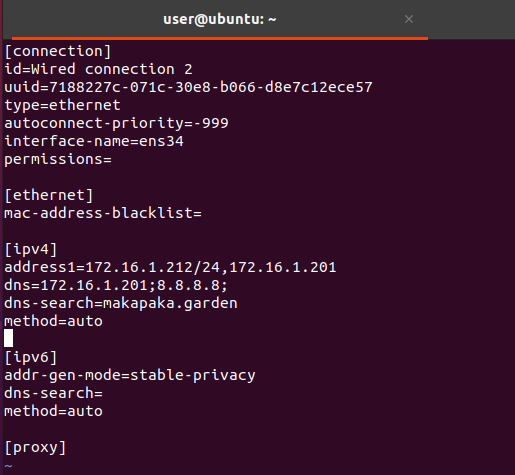 user@ubuntu: ~
×
[connection]
id=Wired connection 2
uuid=7188227c-071c-30e8-b066-d8e7c12ece57
type=ethernet
autoconnect-priority=-999
interface-name=ens34
permissions=
[ethernet]
mac-address-blacklist=
[ipv4]
address1=172.16.1.212/24,172.16.1.201
dns=172.16.1.201;8.8.8.8;
dns-search=makapaka.garden
method=auto
[ipv6]
addr-gen-mode=stable-privacy
dns-search=
method=auto
[proxy]
~